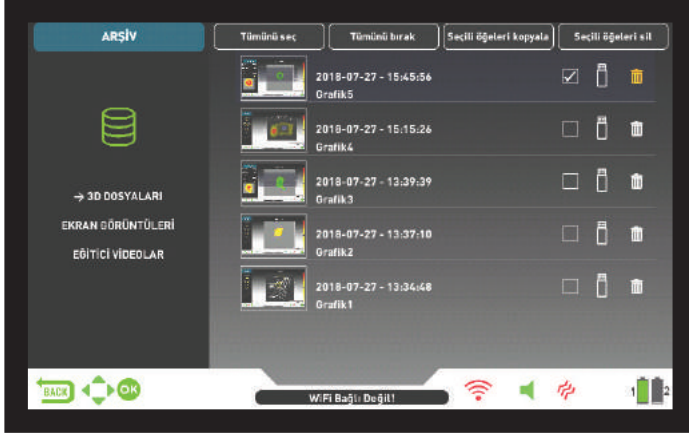 ARŞİV
Tümünü seç
Tümünü bırak
Seçili öğeleri kopyala
Seçili öğeleri sil
2018-07-27 - 15:45:56
Grafik5
2018-07-27 - 15:15:26
Grafik4
→ 3D DOSYALARI
2018-07-27 - 13:39:39
Grafik3
EKRAN GÖRÜNTÜLERİ
EĞİTİCİ VİDEOLAR
2018-07-27 - 13:37:10
Grafik2
2018-07-27 - 13:34:48
Grafik1
BACK
OK
WiFi Bağlı Değil!
1
2